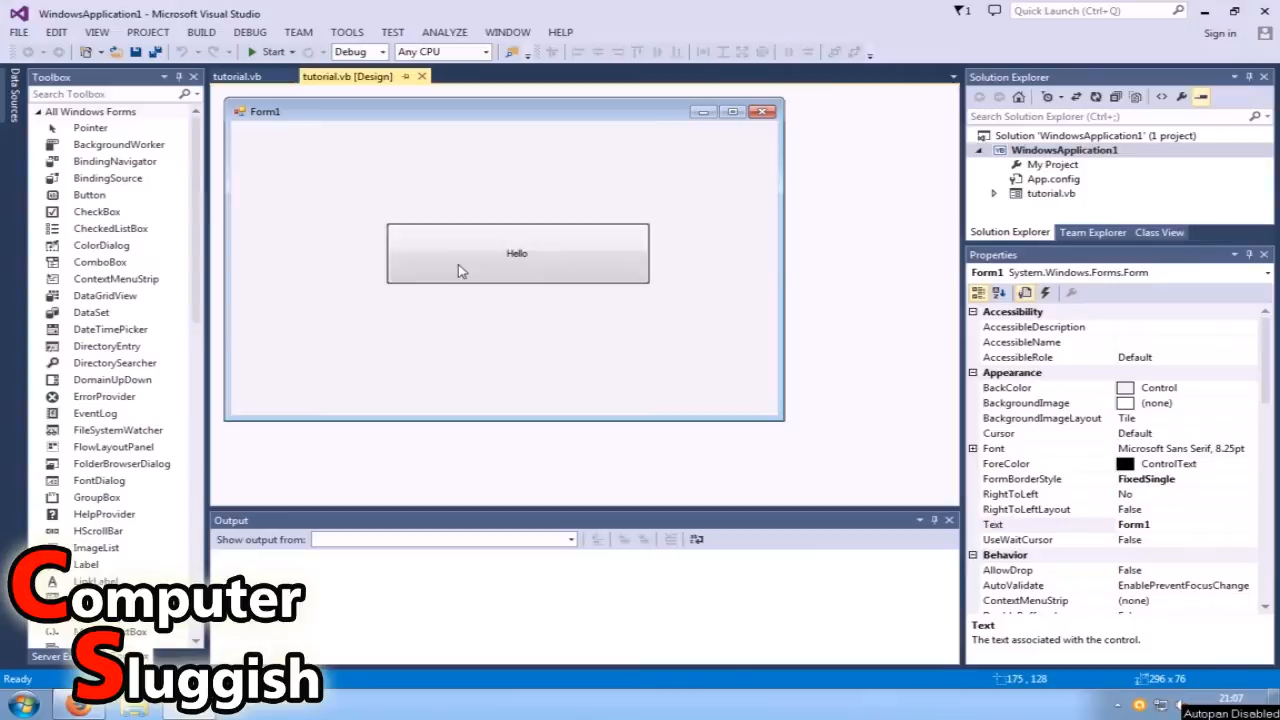 WindowsApplication1 - Microsoft Visual Studio
1
Quick Launch (Ctrl+Q)
FILE EDIT VIEW PROJECT BUILD DEBUG TEAM TOOLS TEST ANALYZE WINDOW HELP
Sign in
Start Debug Any CPU
Data Sources
Toolbox
Search Toolbox
All Windows Forms
Pointer
BackgroundWorker
BindingNavigator
BindingSource
Button
CheckBox
CheckedListBox
ColorDialog
ComboBox
ContextMenuStrip
DataGridView
DataSet
DateTimePicker
DirectoryEntry
DirectorySearcher
DomainUpDown
ErrorProvider
EventLog
FileSystemWatcher
FlowLayoutPanel
FolderBrowserDialog
FontDialog
GroupBox
HelpProvider
HScrollBar
ImageList
Label
LinkLabel
Server
tutorial.vb
tutorial.vb [Design]
Form1
Hello
Output
Show output from:
Solution Explorer
Search Solution Explorer (Ctrl+;)
Solution 'WindowsApplication1' (1 project)
WindowsApplication1
My Project
App.config
tutorial.vb
Solution Explorer Team Explorer Class View
Properties
Form1 System.Windows.Forms.Form
Accessibility
AccessibleDescription
AccessibleName
AccessibleRole Default
Appearance
BackColor Control
BackgroundImage (none)
BackgroundImageLayout Tile
Cursor Default
Font Microsoft Sans Serif, 8.25pt
ForeColor ControlText
FormBorderStyle FixedSingle
RightToLeft No
RightToLeftLayout False
Text Form1
UseWaitCursor False
Behavior
AllowDrop False
AutoValidate EnablePreventFocusChange
ContextMenuStrip (none)
Text
The text associated with the control.
Ready
175 , 128
296 x 76
21:07
Autopan Disabled
Computer
Sluggish